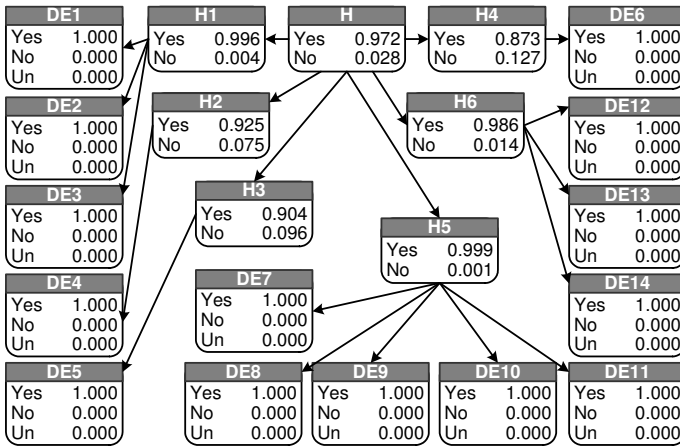 DE1
Yes 1.000
No 0.000
Un 0.000
H1
Yes 0.996
No 0.004
H
Yes 0.972
No 0.028
H4
Yes 0.873
No 0.127
DE6
Yes 1.000
No 0.000
Un 0.000
DE2
Yes 1.000
No 0.000
Un 0.000
H2
Yes 0.925
No 0.075
H6
Yes 0.986
No 0.014
DE12
Yes 1.000
No 0.000
Un 0.000
DE3
Yes 1.000
No 0.000
Un 0.000
H3
Yes 0.904
No 0.096
H5
Yes 0.999
No 0.001
DE13
Yes 1.000
No 0.000
Un 0.000
DE4
Yes 1.000
No 0.000
Un 0.000
DE7
Yes 1.000
No 0.000
Un 0.000
DE14
Yes 1.000
No 0.000
Un 0.000
DE5
Yes 1.000
No 0.000
Un 0.000
DE8
Yes 1.000
No 0.000
Un 0.000
DE9
Yes 1.000
No 0.000
Un 0.000
DE10
Yes 1.000
No 0.000
Un 0.000
DE11
Yes 1.000
No 0.000
Un 0.000